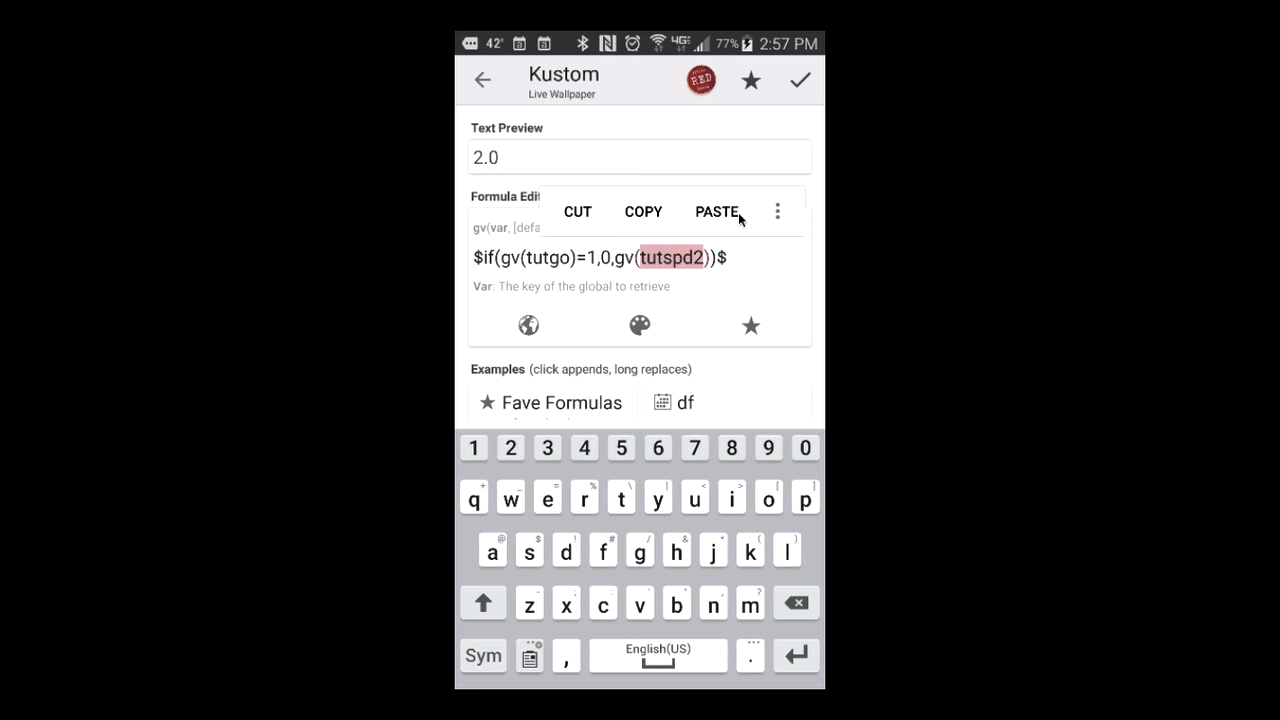 42° 4G 77% 2:57 PM
Kustom
Live Wallpaper
RED
Text Preview
2.0
Formula Edit
CUT COPY PASTE
gv(var, [defa
$if(gv(tutgo)=1,0,gv(tutspd2))$
Var: The key of the global to retrieve
Examples (click appends, long replaces)
Fave Formulas df
1 2 3 4 5 6 7 8 9 0
q w e r t y u i o p
a s d f g h j k l
z x c v b n m
Sym , English(US) .